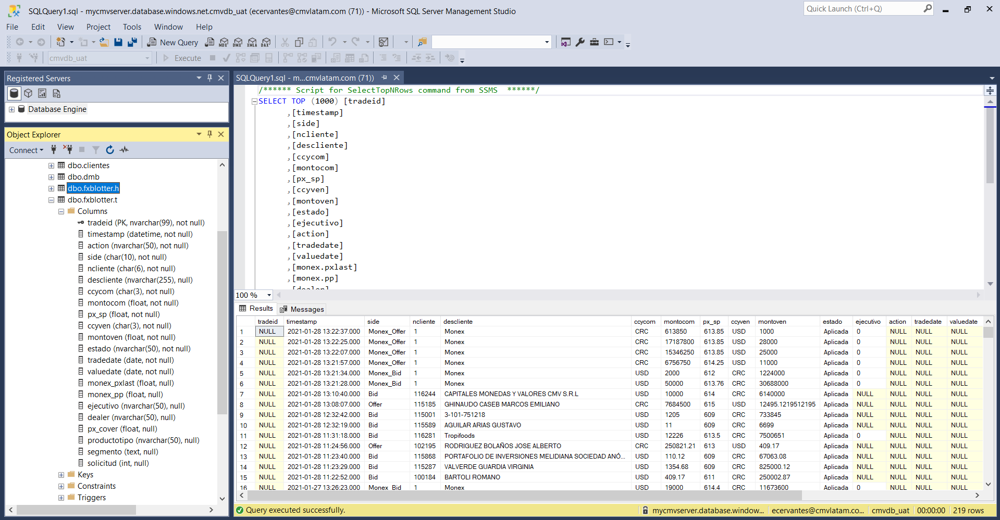 SQLQuery1.sql - mycmvserver.database.windows.net.cmvdb_uat (ecervantes@cmvlatam.com (71)) - Microsoft SQL Server Management Studio
Quick Launch (Ctrl+Q)
File Edit View Project Tools Window Help
New Query MDX DMX XMLA DAX
cmvdb_uat Execute
Registered Servers
Database Engine
Object Explorer
Connect
dbo.clientes
dbo.dmb
dbo.fxblotter.h
dbo.fxblotter.t
Columns
tradeid (PK, nvarchar(99), not null)
timestamp (datetime, not null)
action (nvarchar(50), not null)
side (char(10), not null)
ncliente (char(6), not null)
descliente (nvarchar(255), null)
ccycom (char(3), not null)
montocom (float, not null)
px_sp (float, not null)
ccyven (char(3), not null)
montoven (float, not null)
estado (nvarchar(50), not null)
tradedate (date, not null)
valuedate (date, not null)
monex_pxlast (float, null)
monex_pp (float, null)
ejecutivo (nvarchar(50), null)
dealer (nvarchar(50), null)
px_cover (float, null)
productotipo (nvarchar(50), null)
segmento (text, null)
solicitud (int, null)
Keys
Constraints
Triggers
SQLQuery1.sql - m...cmvlatam.com (71))
/****** Script for SelectTopNRows command from SSMS ******/
SELECT TOP (1000) [tradeid]
,[timestamp]
,[side]
,[ncliente]
,[descliente]
,[ccycom]
,[montocom]
,[px_sp]
,[ccyven]
,[montoven]
,[estado]
,[ejecutivo]
,[action]
,[tradedate]
,[valuedate]
,[monex.pxlast]
,[monex.pp]
,[dealer]
100 %
Results Messages
tradeid timestamp side ncliente descliente ccycom montocom px_sp ccyven montoven estado ejecutivo action tradedate valuedate
1 NULL 2021-01-28 13:22:37.000 Monex_Offer 1 Monex CRC 613850 613.85 USD 1000 Aplicada 0 NULL NULL NULL
2 NULL 2021-01-28 13:22:25.000 Monex_Offer 1 Monex CRC 17187800 613.85 USD 28000 Aplicada 0 NULL NULL NULL
3 NULL 2021-01-28 13:22:07.000 Monex_Offer 1 Monex CRC 15346250 613.85 USD 25000 Aplicada 0 NULL NULL NULL
4 NULL 2021-01-28 13:21:57.000 Monex_Offer 1 Monex CRC 6756750 614.25 USD 11000 Aplicada 0 NULL NULL NULL
5 NULL 2021-01-28 13:21:34.000 Monex_Bid 1 Monex USD 2000 612 CRC 1224000 Aplicada 0 NULL NULL NULL
6 NULL 2021-01-28 13:21:28.000 Monex_Bid 1 Monex USD 50000 613.76 CRC 30688000 Aplicada 0 NULL NULL NULL
7 NULL 2021-01-28 13:10:40.000 Bid 116244 CAPITALES MONEDAS Y VALORES CMV S.R.L USD 10000 614 CRC 6140000 Aplicada NULL NULL NULL NULL
8 NULL 2021-01-28 13:08:07.000 Offer 115185 GHINAUDO CASEB MARCOS EMILIANO CRC 7684500 615 USD 12495.1219512195 Aplicada NULL NULL NULL NULL
9 NULL 2021-01-28 12:32:42.000 Bid 115001 3-101-751218 USD 1205 609 CRC 733845 Aplicada NULL NULL NULL NULL
10 NULL 2021-01-28 12:32:19.000 Bid 115589 AGUILAR ARIAS GUSTAVO USD 11 609 CRC 6699 Aplicada NULL NULL NULL NULL
11 NULL 2021-01-28 11:31:18.000 Bid 116281 Tropifoods USD 12226 613.5 CRC 7500651 Aplicada 0 NULL NULL NULL
12 NULL 2021-01-28 11:24:56.000 Offer 102195 RODRIGUEZ BOLAÑOS JOSE ALBERTO CRC 250821.21 613 USD 409.17 Aplicada NULL NULL NULL NULL
13 NULL 2021-01-28 11:23:40.000 Bid 115868 PORTAFOLIO DE INVERSIONES MELIDIANA SOCIEDAD ANÓ... USD 110.12 609 CRC 67063.08 Aplicada NULL NULL NULL NULL
14 NULL 2021-01-28 11:23:29.000 Bid 115287 VALVERDE GUARDIA VIRGINIA USD 1354.68 609 CRC 825000.12 Aplicada NULL NULL NULL NULL
15 NULL 2021-01-28 11:22:52.000 Bid 100184 BARTOLI ROMANO USD 409.17 611 CRC 250002.87 Aplicada NULL NULL NULL NULL
16 NULL 2021-01-27 13:26:23.000 Monex_Bid 1 Monex USD 19000 614.4 CRC 11673600 Aplicada 0 NULL NULL NULL
Query executed successfully. mycmvserver.database.window... ecervantes@cmvlatam.co... cmvdb_uat 00:00:00 219 rows